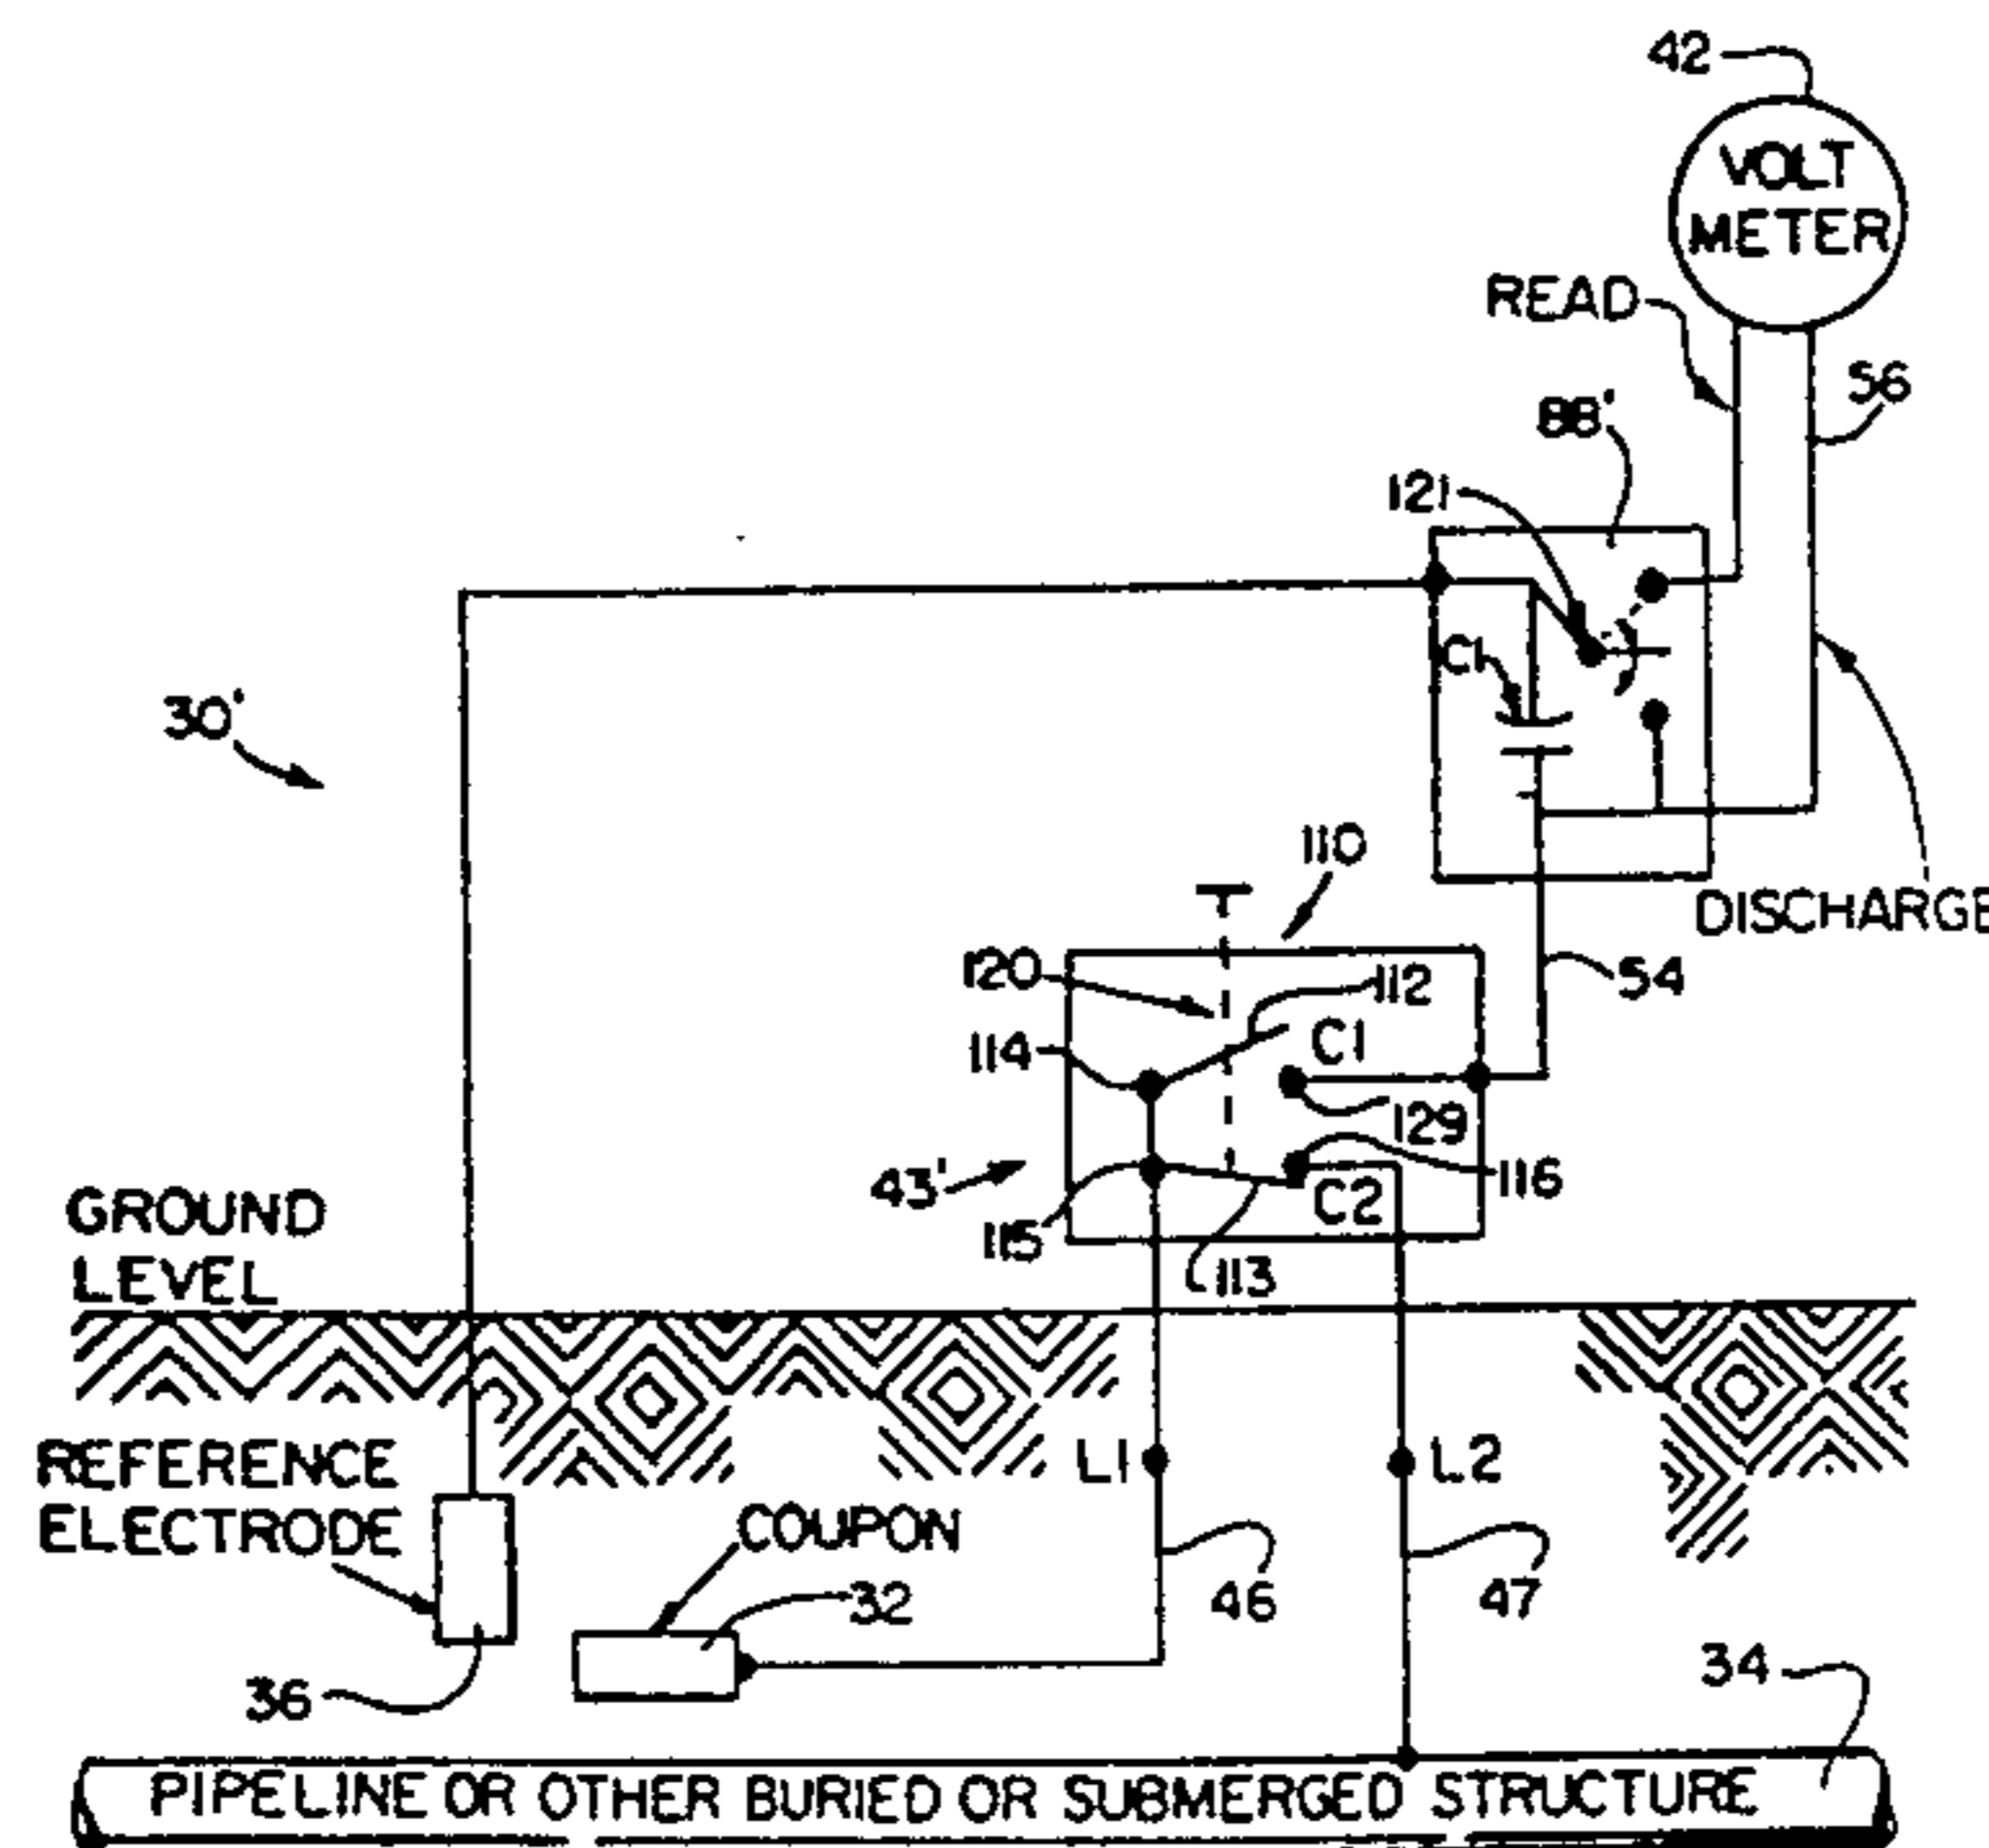 42
VOLT
METER
READ
56
88'
121
C1
30'
110
DISCHARGE
120
112
54
114
C1
129
43'
116
C2
GROUND
LEVEL
115
113
REFERENCE
ELECTRODE
L1
L2
COUPON
32
46
47
36
34
PIPELINE OR OTHER BURIED OR SUBMERGED STRUCTURE